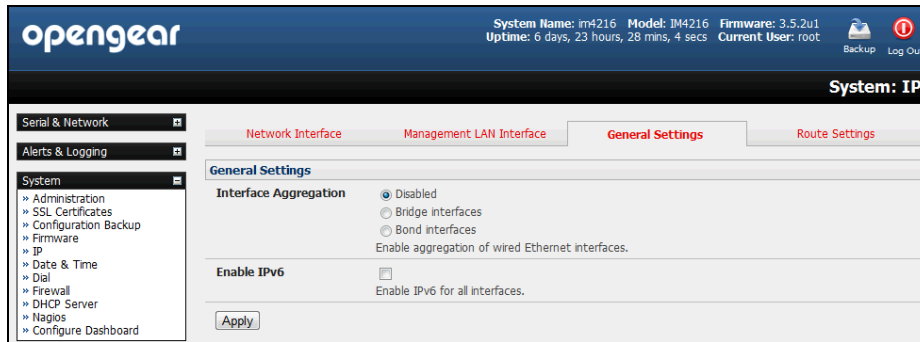 opengear
System Name: im4216 Model: IM4216 Firmware: 3.5.2u1
Uptime: 6 days, 23 hours, 28 mins, 4 secs Current User: root
Backup
Log Ou
System: IP
Serial & Network
Alerts & Logging
System
» Administration
» SSL Certificates
» Configuration Backup
» Firmware
» IP
» Date & Time
» Dial
» Firewall
» DHCP Server
» Nagios
» Configure Dashboard
Network Interface
Management LAN Interface
General Settings
Route Settings
General Settings
Interface Aggregation
Disabled
Bridge interfaces
Bond interfaces
Enable aggregation of wired Ethernet interfaces.
Enable IPv6
Enable IPv6 for all interfaces.
Apply